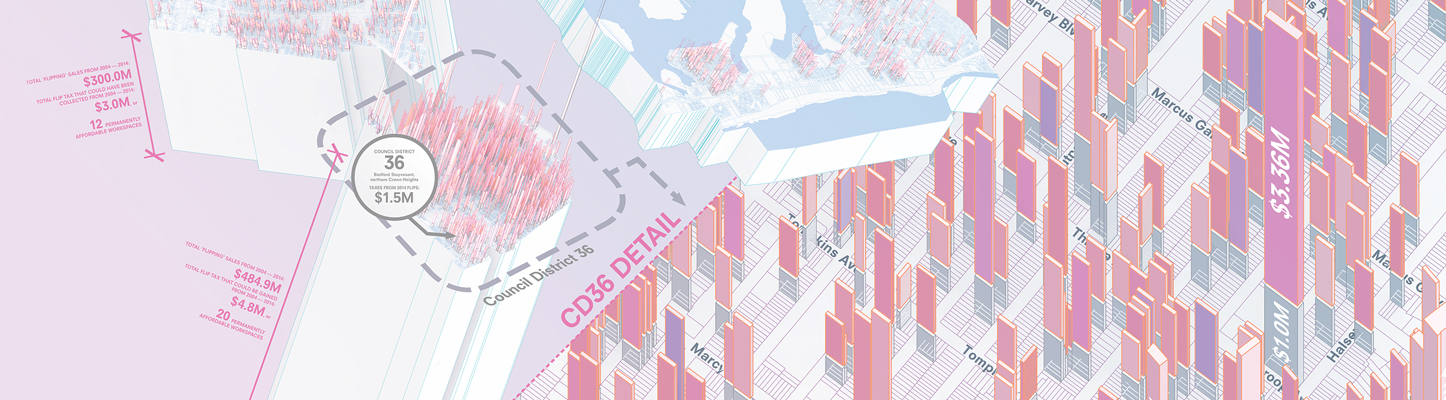 TOTAL 'FLIPPING' SALES FROM 2004 — 2014:
$300.0M
TOTAL FLIP TAX THAT COULD HAVE BEEN
COLLECTED FROM 2004 — 2014:
$3.0M
12 PERMANENTLY
AFFORDABLE WORKSPACES
COUNCIL DISTRICT
36
Bedford Stuyvesant,
northern Crown Heights
TAXES FROM 2014 FLIPS:
$1.5M
TOTAL 'FLIPPING' SALES FROM 2004 — 2014:
$484.9M
TOTAL FLIP TAX THAT COULD BE GAINED
FROM 2004 — 2014:
$4.8M
20 PERMANENTLY
AFFORDABLE WORKSPACES
Council District 36
CD36 DETAIL
Marcus Ga
kins Av
Marcy
Tomp
Halse
$3.36M
$1.0M